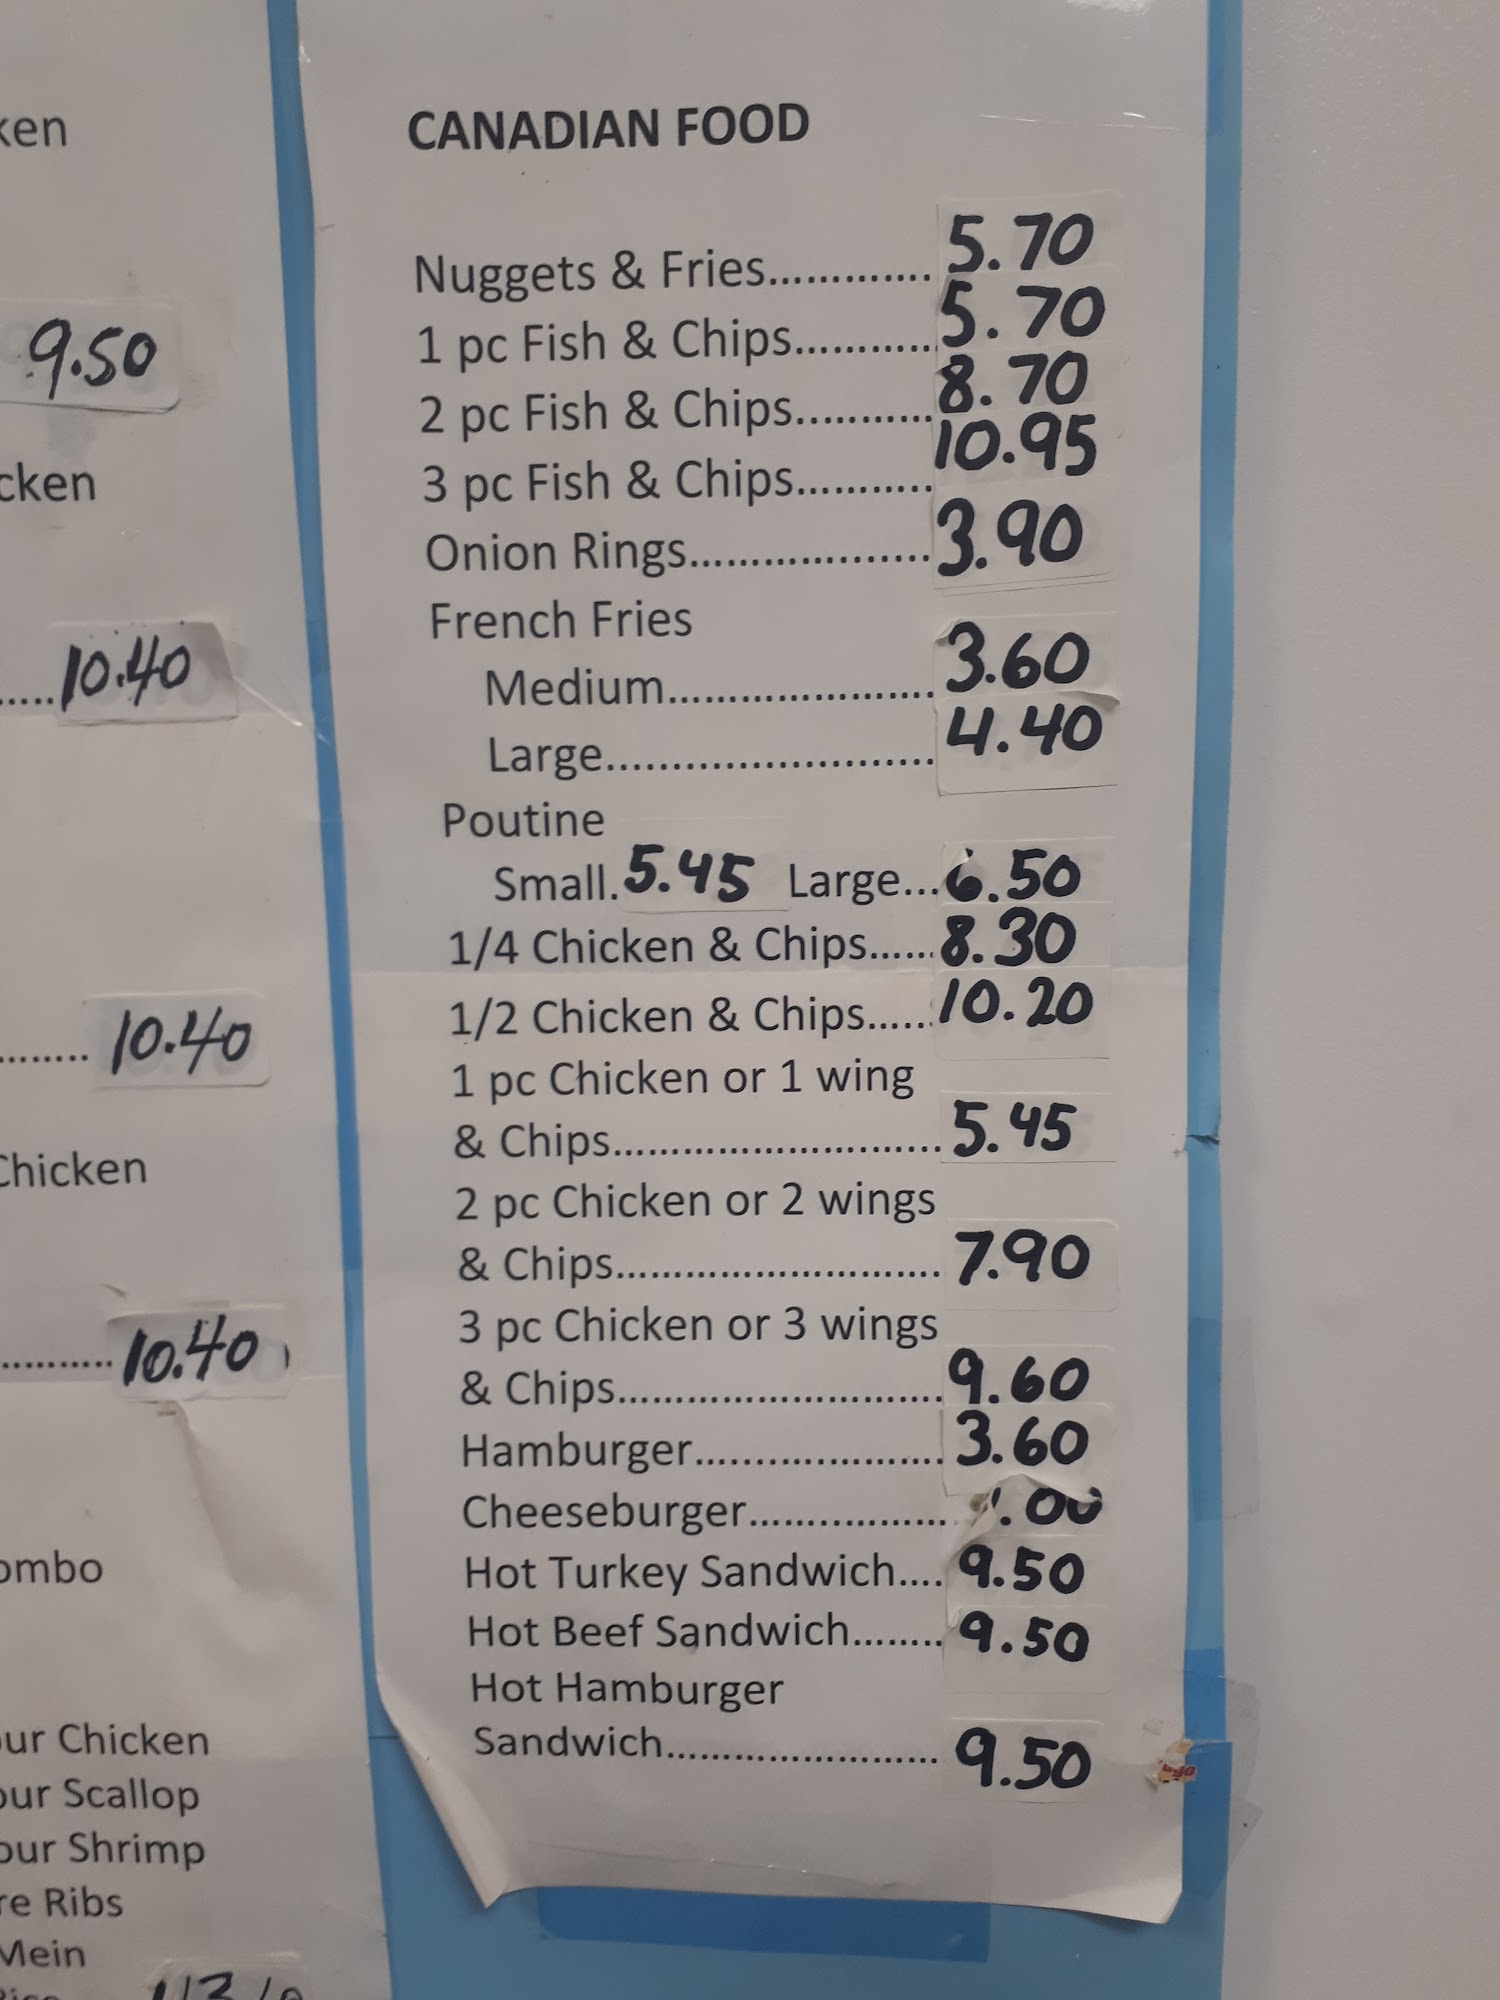 ken
9.50
cken
.....10.40
........ 10.40
Chicken
..........10.40
ombo
our Chicken
our Scallop
our Shrimp
re Ribs
Mein
CANADIAN FOOD
Nuggets & Fries............. 5.70
1 pc Fish & Chips........... 5.70
2 pc Fish & Chips........... 8.70
3 pc Fish & Chips........... 10.95
Onion Rings................... 3.90
French Fries
Medium..................... 3.60
Large......................... 4.40
Poutine
Small. 5.45 Large... 6.50
1/4 Chicken & Chips...... 8.30
1/2 Chicken & Chips...... 10.20
1 pc Chicken or 1 wing
& Chips.......................... 5.45
2 pc Chicken or 2 wings
& Chips.......................... 7.90
3 pc Chicken or 3 wings
& Chips.......................... 9.60
Hamburger.................... 3.60
Cheeseburger................
Hot Turkey Sandwich.... 9.50
Hot Beef Sandwich........ 9.50
Hot Hamburger
Sandwich....................... 9.50